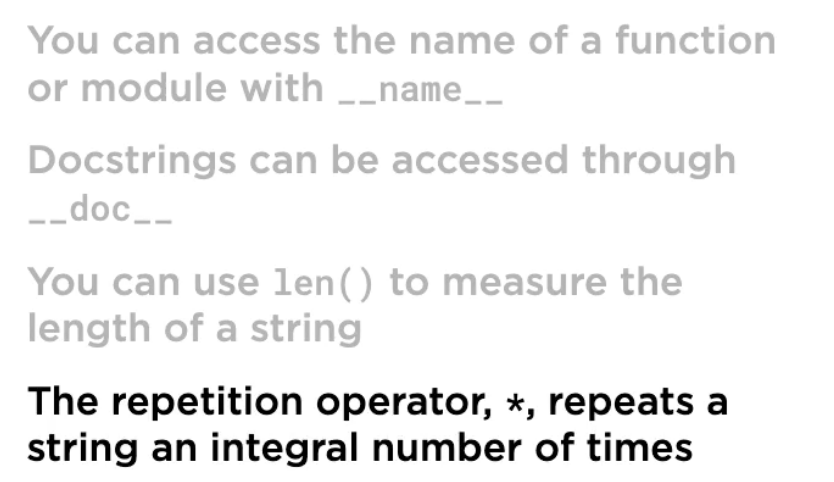 You can access the name of a function
or module with __name__
Docstrings can be accessed through
__doc__
You can use len() to measure the
length of a string
The repetition operator, *, repeats a
string an integral number of times